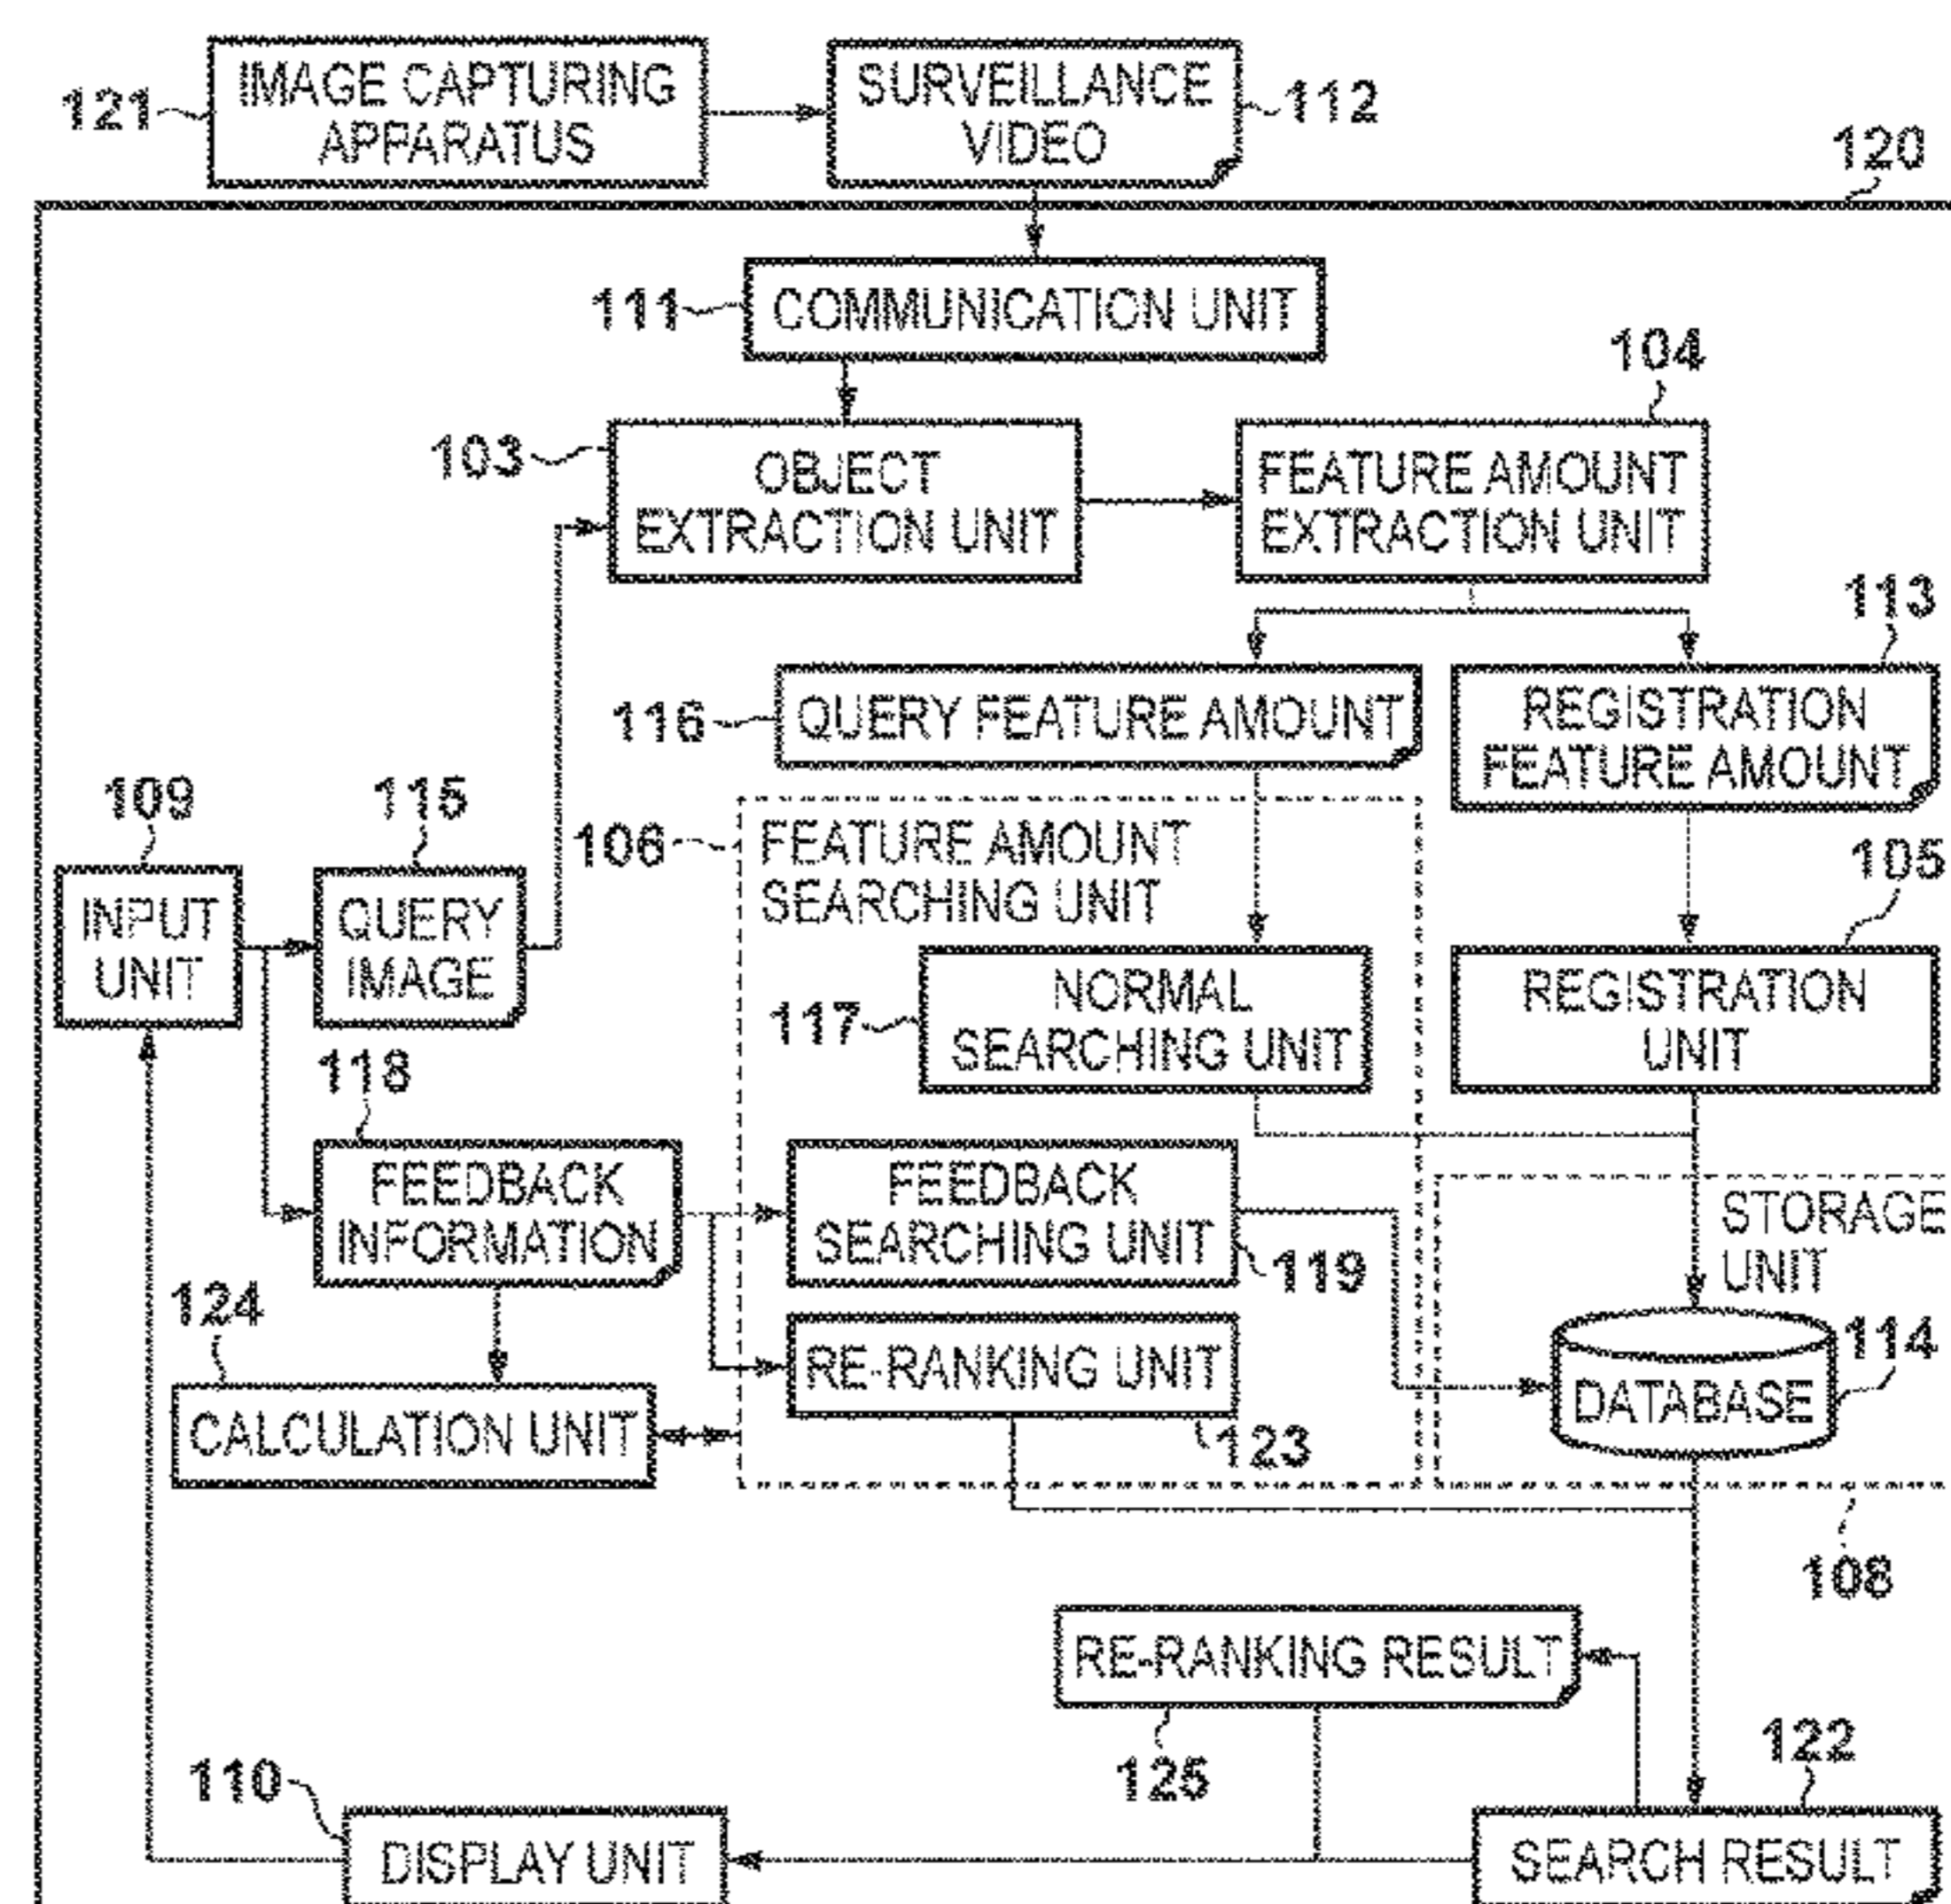 IMAGE CAPTURING
APPARATUS
121
SURVEILLANCE
VIDEO
112
120
111
COMMUNICATION UNIT
104
103
OBJECT
EXTRACTION UNIT
FEATURE AMOUNT
EXTRACTION UNIT
113
116
QUERY FEATURE AMOUNT
REGISTRATION
FEATURE AMOUNT
109
115
106
FEATURE AMOUNT
SEARCHING UNIT
105
INPUT
UNIT
QUERY
IMAGE
117
NORMAL
SEARCHING UNIT
REGISTRATION
UNIT
118
FEEDBACK
INFORMATION
FEEDBACK
SEARCHING UNIT
119
STORAGE
UNIT
124
RE-RANKING UNIT
123
114
DATABASE
CALCULATION UNIT
108
RE-RANKING RESULT
125
122
110
DISPLAY UNIT
SEARCH RESULT